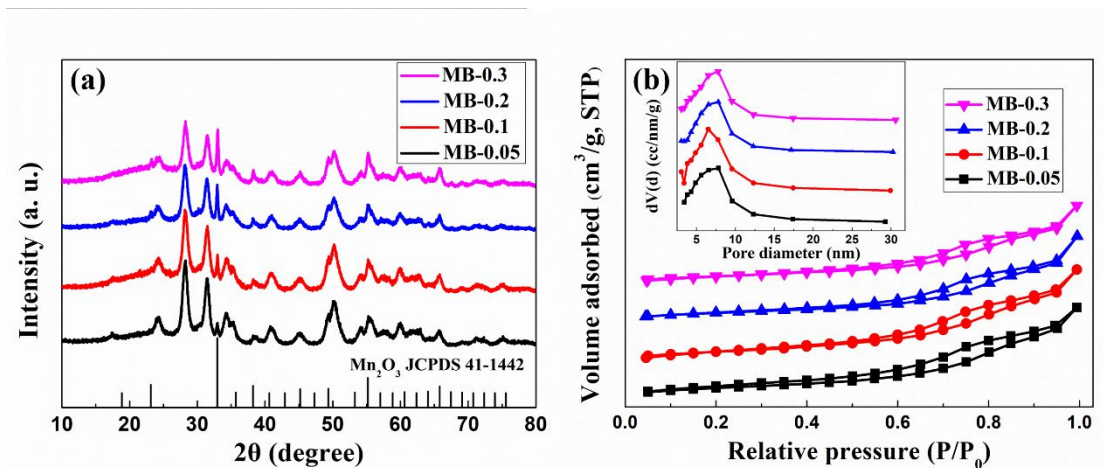 (a)
MB-0.3
MB-0.2
MB-0.1
MB-0.05
Intensity (a. u.)
Mn₂O₃ JCPDS 41-1442
10 20 30 40 50 60 70 80
2θ (degree)
(b)
MB-0.3
MB-0.2
MB-0.1
MB-0.05
dV(d) (cc/nm/g)
5 10 15 20 25 30
Pore diameter (nm)
Volume adsorbed (cm³/g, STP)
0.0 0.2 0.4 0.6 0.8 1.0
Relative pressure (P/P₀)